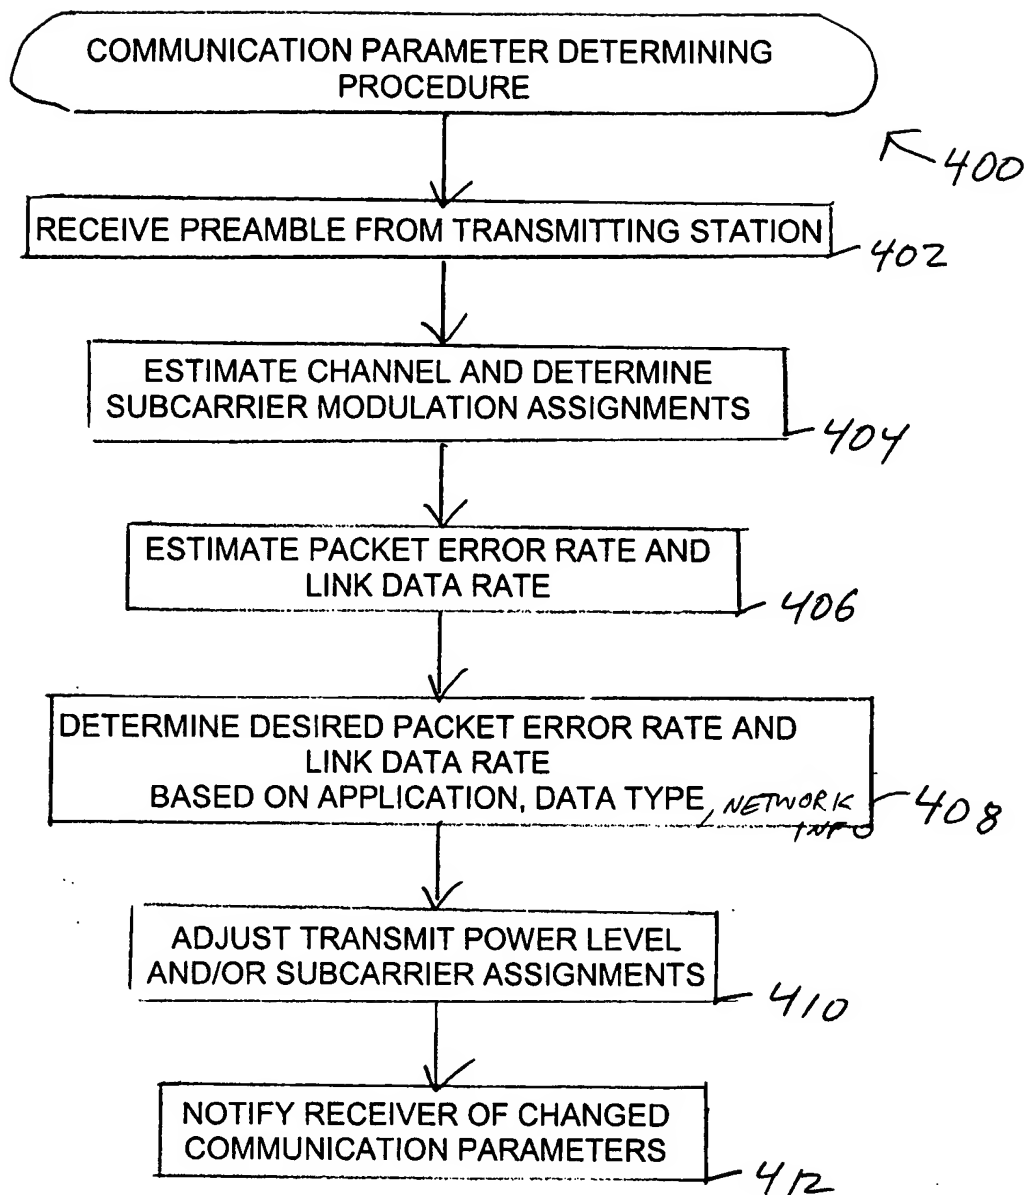 COMMUNICATION PARAMETER DETERMINING
PROCEDURE
400
RECEIVE PREAMBLE FROM TRANSMITTING STATION
402
ESTIMATE CHANNEL AND DETERMINE
SUBCARRIER MODULATION ASSIGNMENTS
404
ESTIMATE PACKET ERROR RATE AND
LINK DATA RATE
406
DETERMINE DESIRED PACKET ERROR RATE AND
LINK DATA RATE
BASED ON APPLICATION, DATA TYPE, NETWORK
INFO
408
ADJUST TRANSMIT POWER LEVEL
AND/OR SUBCARRIER ASSIGNMENTS
410
NOTIFY RECEIVER OF CHANGED
COMMUNICATION PARAMETERS
412